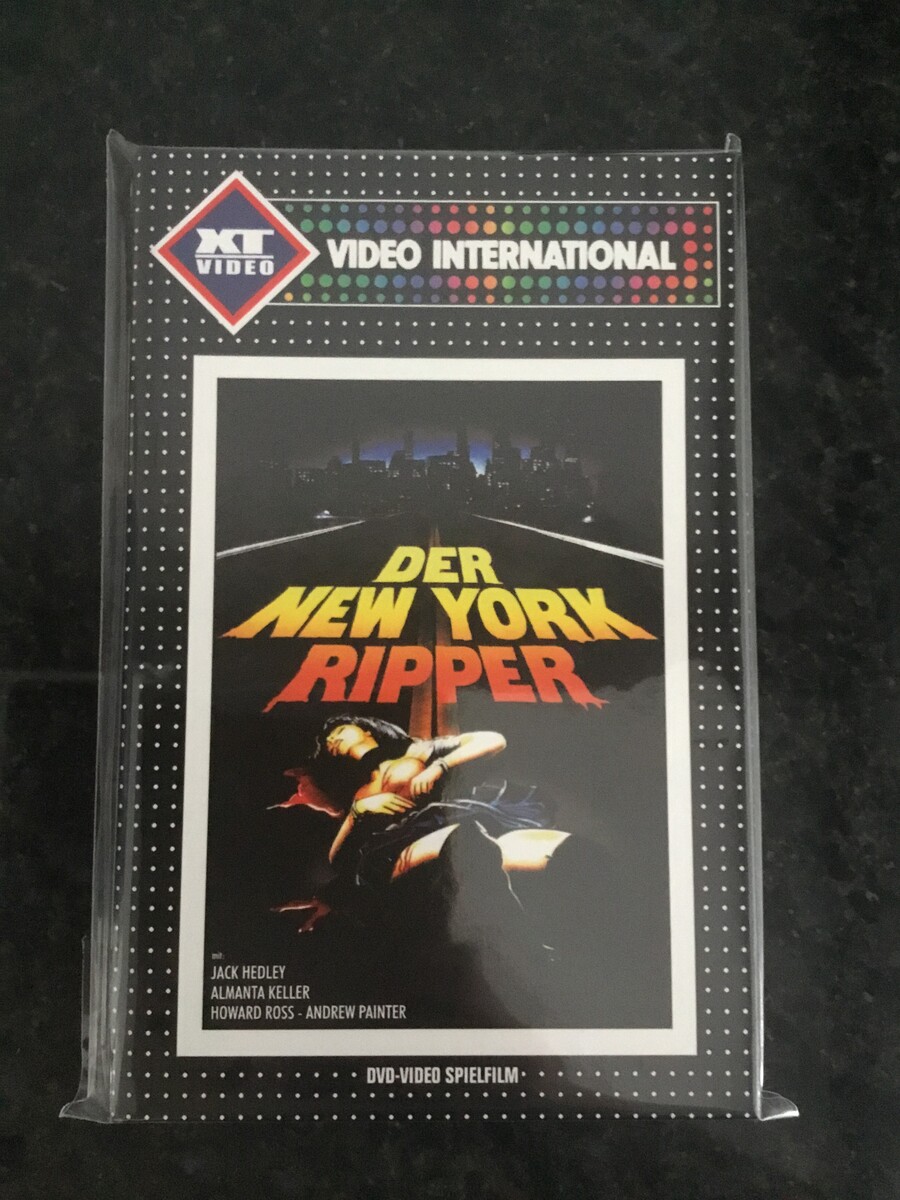 XT
VIDEO
VIDEO INTERNATIONAL
DER
NEW YORK
RIPPER
mit:
JACK HEDLEY
ALMANTA KELLER
HOWARD ROSS - ANDREW PAINTER
DVD-VIDEO SPIELFILM